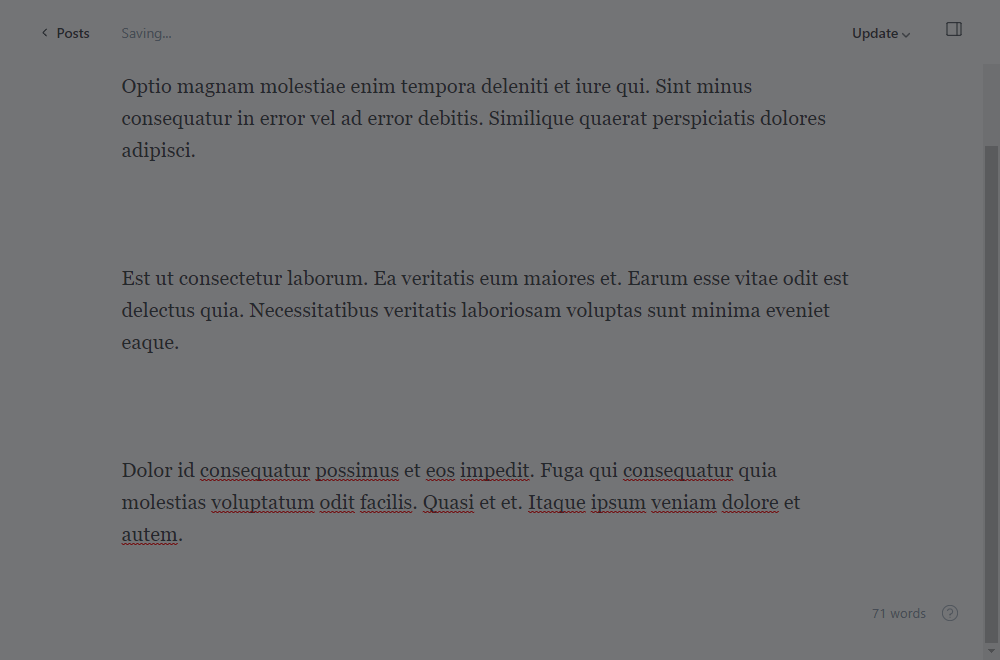 Posts
Saving...
Update
Optio magnam molestiae enim tempora deleniti et iure qui. Sint minus
consequatur in error vel ad error debitis. Similique quaerat perspiciatis dolores
adipisci.
Est ut consectetur laborum. Ea veritatis eum maiores et. Earum esse vitae odit est
delectus quia. Necessitatibus veritatis laboriosam voluptas sunt minima eveniet
eaque.
Dolor id consequatur possimus et eos impedit. Fuga qui consequatur quia
molestias voluptatum odit facilis. Quasi et et. Itaque ipsum veniam dolore et
autem.
71 words
?